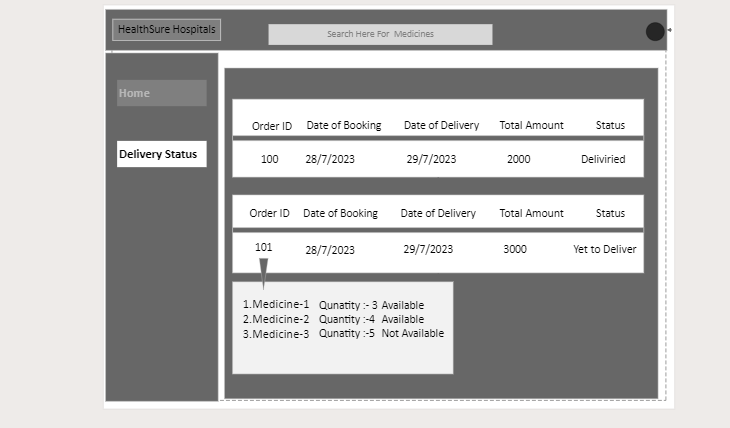 HealthSure Hospitals
Search Here For Medicines
Home
Delivery Status
Order ID Date of Booking Date of Delivery Total Amount Status
100 28/7/2023 29/7/2023 2000 Deliviried
Order ID Date of Booking Date of Delivery Total Amount Status
101 28/7/2023 29/7/2023 3000 Yet to Deliver
1.Medicine-1 Qunatity :- 3 Available
2.Medicine-2 Quantity :-4 Available
3.Medicine-3 Qunatity :-5 Not Available